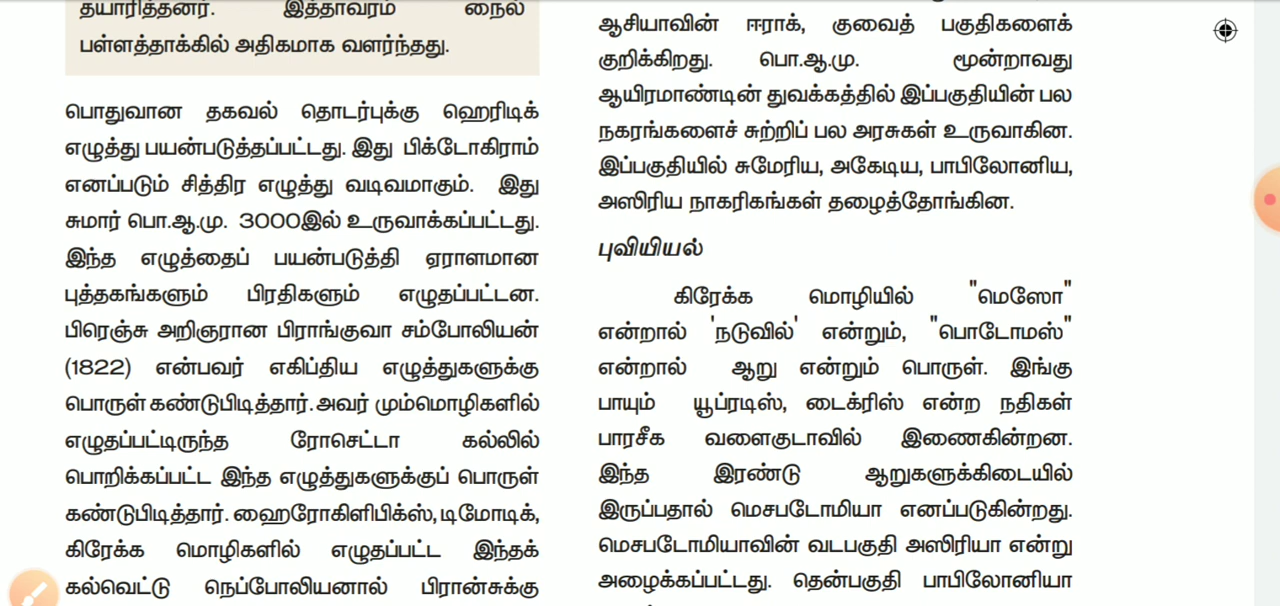 தயாரித்தனர். இத்தாவரம் நைல்
பள்ளத்தாக்கில் அதிகமாக வளர்ந்தது.
பொதுவான தகவல் தொடர்புக்கு ஹெரிடிக்
எழுத்து பயன்படுத்தப்பட்டது. இது பிக்டோகிராம்
எனப்படும் சித்திர எழுத்து வடிவமாகும். இது
சுமார் பொ.ஆ.மு. 3000இல் உருவாக்கப்பட்டது.
இந்த எழுத்தைப் பயன்படுத்தி ஏராளமான
புத்தகங்களும் பிரதிகளும் எழுதப்பட்டன.
பிரெஞ்சு அறிஞரான பிராங்குவா சம்போலியன்
(1822) என்பவர் எகிப்திய எழுத்துகளுக்கு
பொருள் கண்டுபிடித்தார். அவர் மும்மொழிகளில்
எழுதப்பட்டிருந்த ரோசெட்டா கல்லில்
பொறிக்கப்பட்ட இந்த எழுத்துகளுக்குப் பொருள்
கண்டுபிடித்தார். ஹைரோகிளிபிக்ஸ், டிமோடிக்,
கிரேக்க மொழிகளில் எழுதப்பட்ட இந்தக்
கல்வெட்டு நெப்போலியனால் பிரான்சுக்கு
ஆசியாவின் ஈராக், குவைத் பகுதிகளைக்
குறிக்கிறது. பொ.ஆ.மு. மூன்றாவது
ஆயிரமாண்டின் துவக்கத்தில் இப்பகுதியின் பல
நகரங்களைச் சுற்றிப் பல அரசுகள் உருவாகின.
இப்பகுதியில் சுமேரிய, அகேடிய, பாபிலோனிய,
அஸிரிய நாகரிகங்கள் தழைத்தோங்கின.
புவியியல்
கிரேக்க மொழியில் "மெஸோ"
என்றால் 'நடுவில்' என்றும், "பொடோமஸ்"
என்றால் ஆறு என்றும் பொருள். இங்கு
பாயும் யூப்ரடிஸ், டைக்ரிஸ் என்ற நதிகள்
பாரசீக வளைகுடாவில் இணைகின்றன.
இந்த இரண்டு ஆறுகளுக்கிடையில்
இருப்பதால் மெசபடோமியா எனப்படுகின்றது.
மெசபடோமியாவின் வடபகுதி அஸிரியா என்று
அழைக்கப்பட்டது. தென்பகுதி பாபிலோனியா